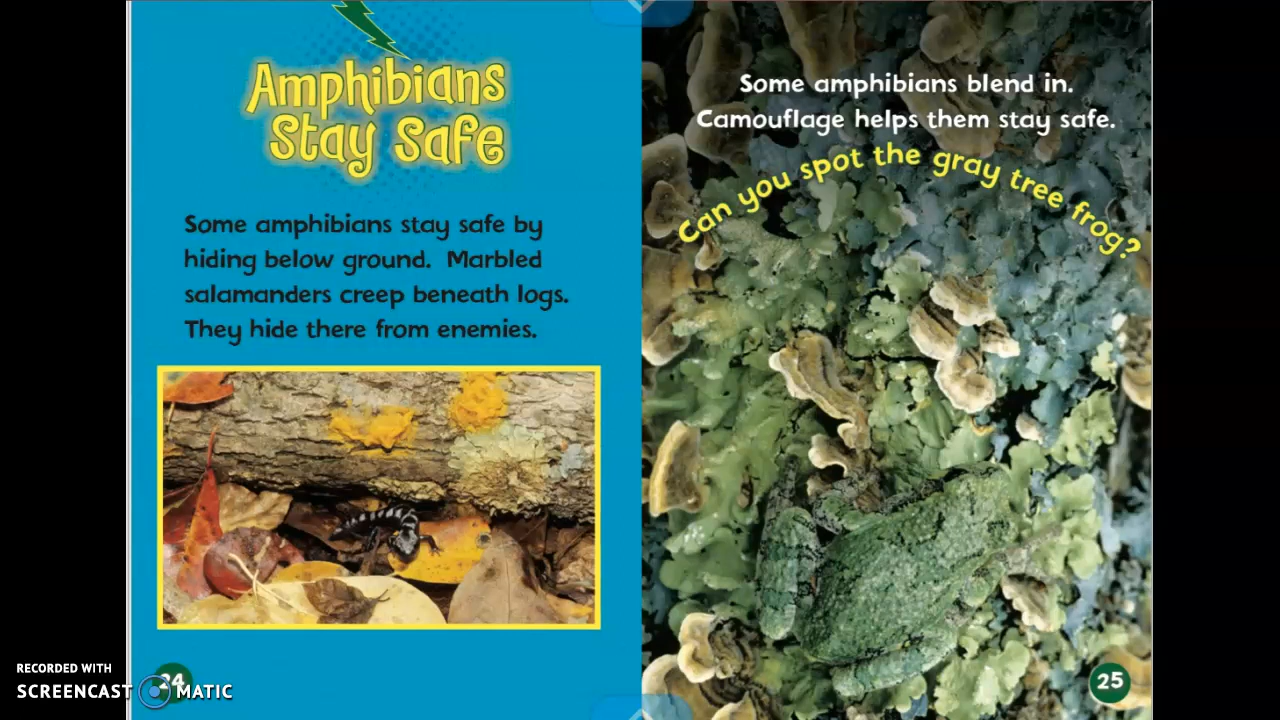 Amphibians
Stay Safe
Some amphibians stay safe by
hiding below ground. Marbled
salamanders creep beneath logs.
They hide there from enemies.
24
Some amphibians blend in.
Camouflage helps them stay safe.
Can you spot the gray tree frog?
25
RECORDED WITH
SCREENCAST MATIC